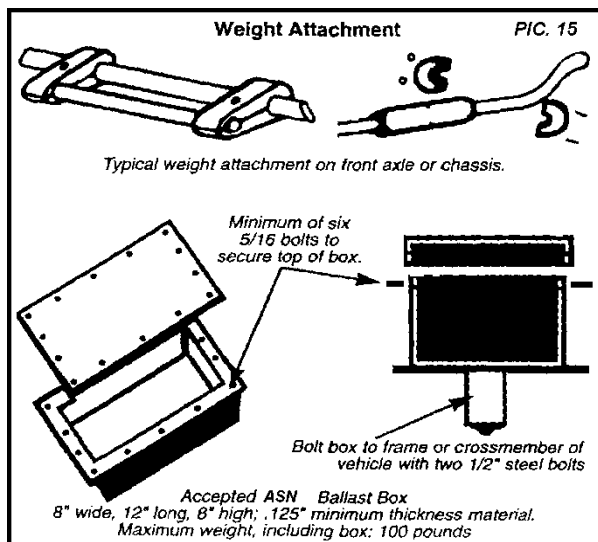 Weight Attachment
PIC. 15
Typical weight attachment on front axle or chassis.
Minimum of six
5/16 bolts to
secure top of box.
Bolt box to frame or crossmember of
vehicle with two 1/2" steel bolts
Accepted ASN Ballast Box
8" wide, 12" long, 8" high; .125" minimum thickness material.
Maximum weight, including box: 100 pounds